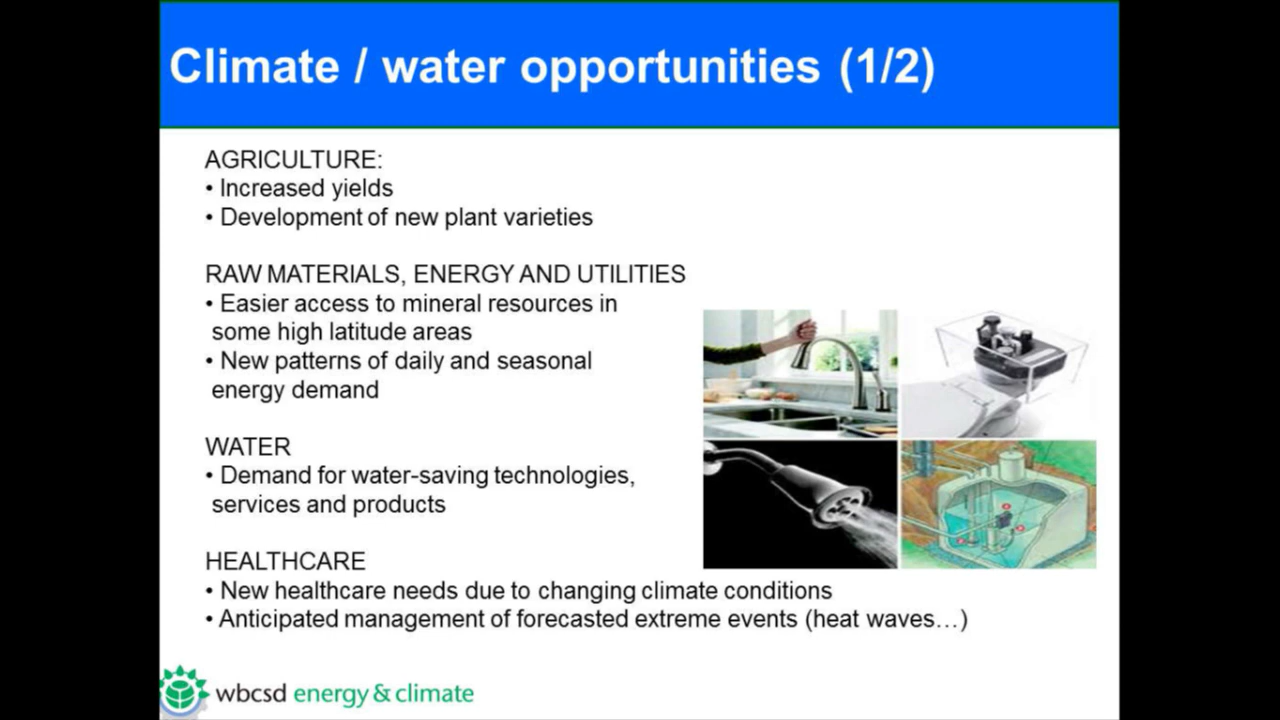 Climate / water opportunities (1/2)
AGRICULTURE:
• Increased yields
• Development of new plant varieties
RAW MATERIALS, ENERGY AND UTILITIES
• Easier access to mineral resources in
some high latitude areas
• New patterns of daily and seasonal
energy demand
WATER
• Demand for water-saving technologies,
services and products
HEALTHCARE
• New healthcare needs due to changing climate conditions
• Anticipated management of forecasted extreme events (heat waves…)
wbcsd energy & climate